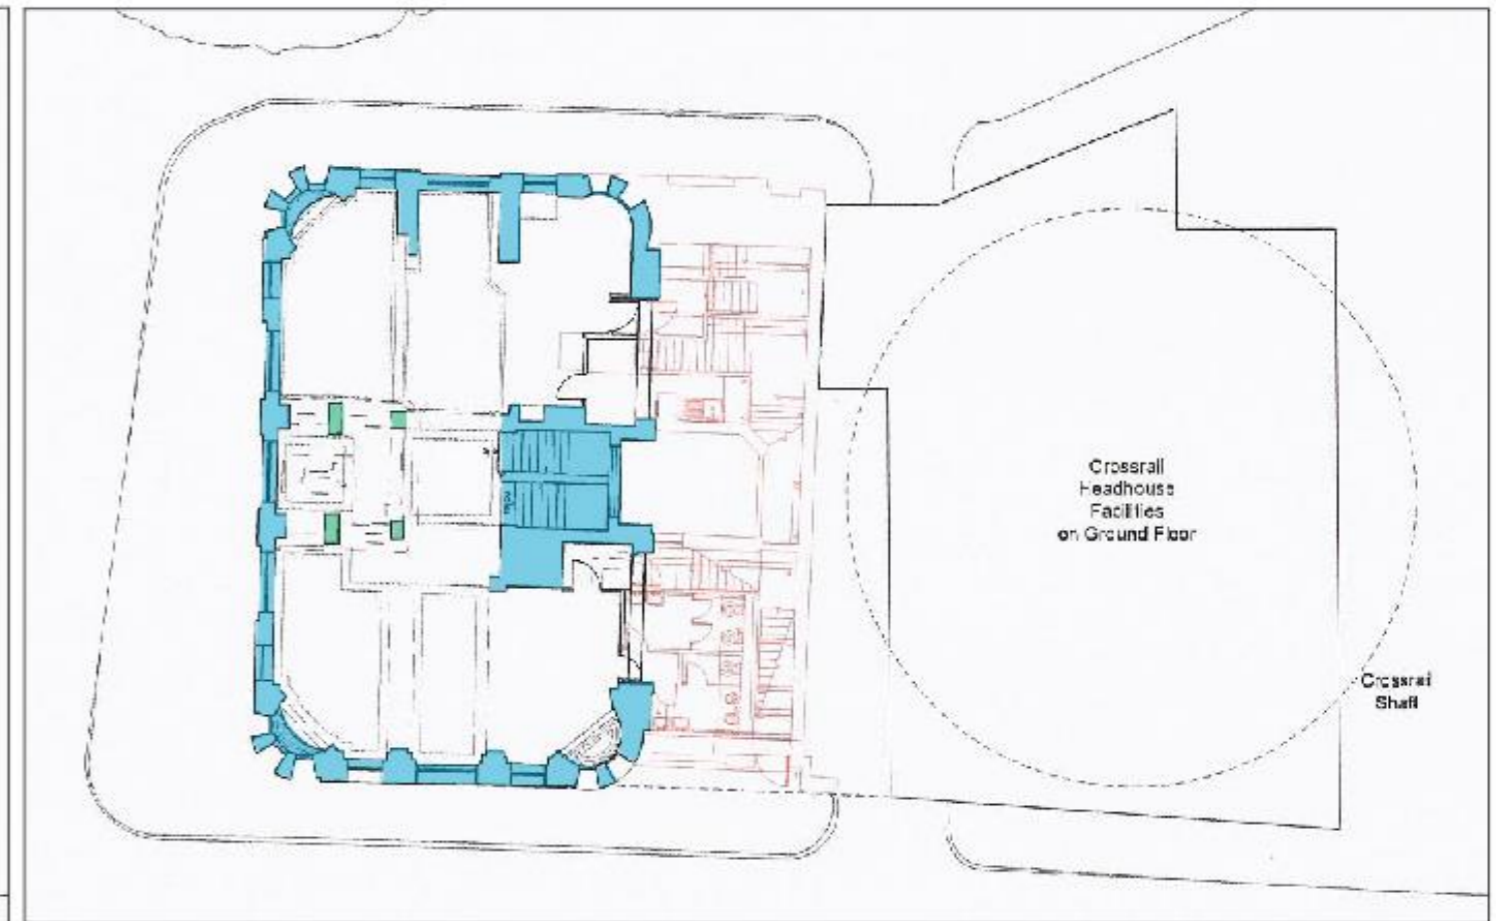 Crossrail
Headhouse
Facilities
on Ground Floor
Crossrail
Shaft